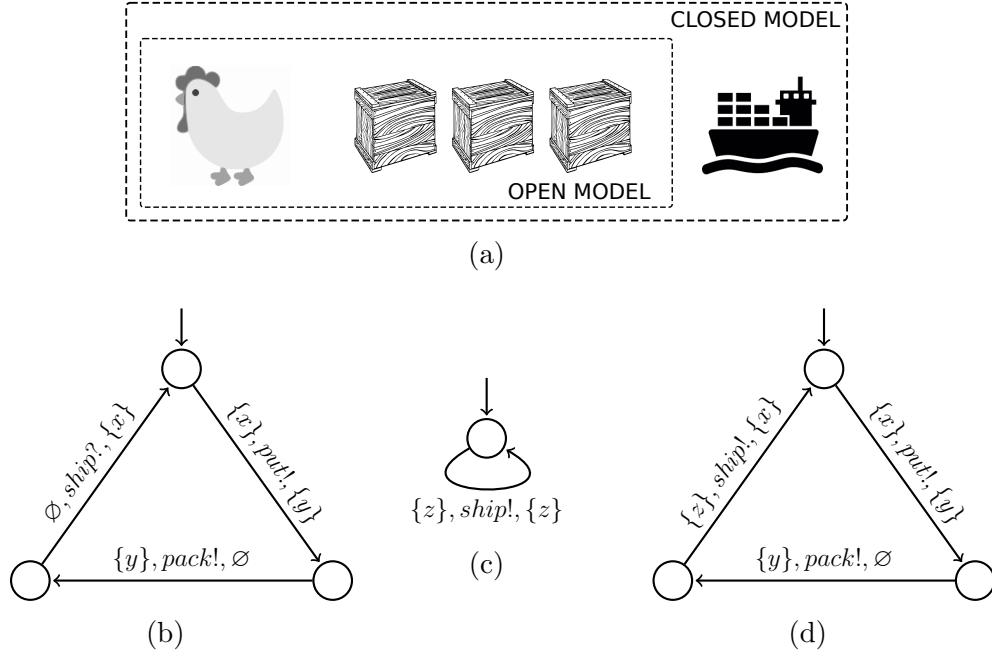 CLOSED MODEL
OPEN MODEL
(a)
∅, ship?, {x}
{x}, put!, {y}
{y}, pack!, ∅
(b)
{z}, ship!, {z}
(c)
{z}, ship!, {x}
{x}, put!, {y}
{y}, pack!, ∅
(d)